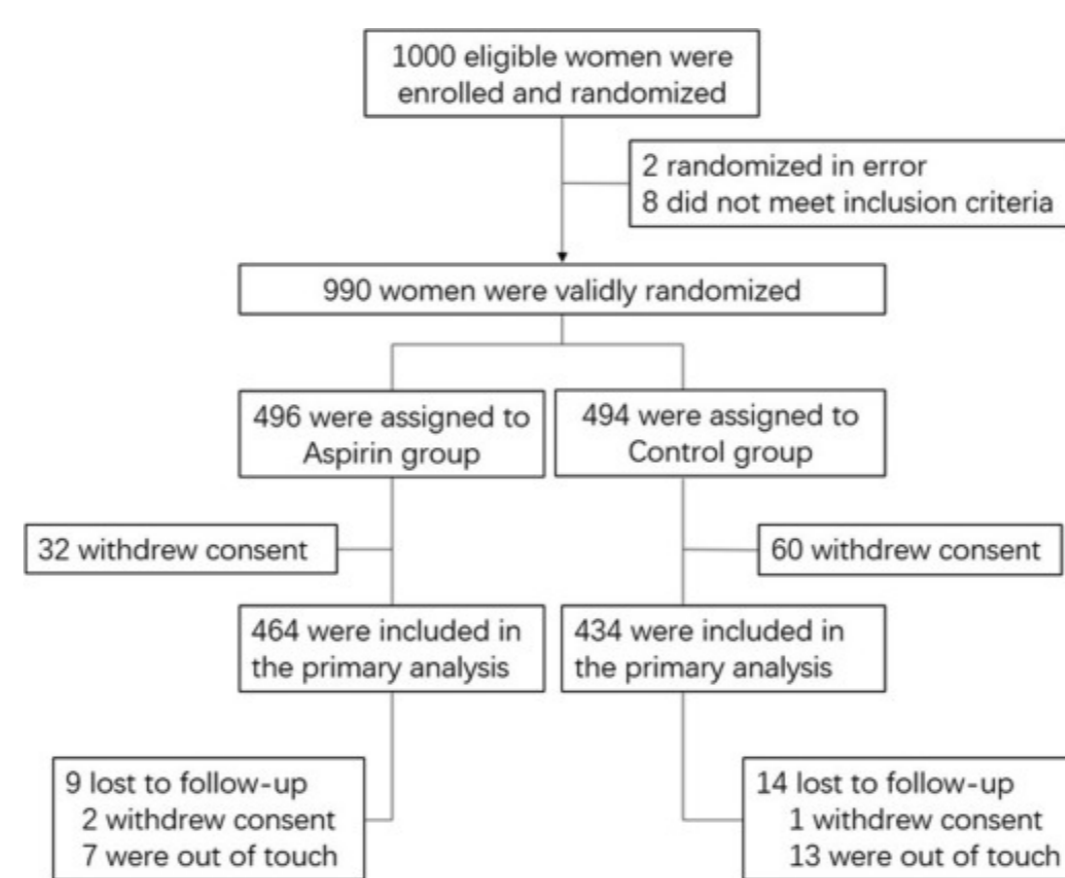 1000 eligible women were
enrolled and randomized
2 randomized in error
8 did not meet inclusion criteria
990 women were validly randomized
496 were assigned to
Aspirin group
494 were assigned to
Control group
32 withdrew consent
60 withdrew consent
464 were included in
the primary analysis
434 were included in
the primary analysis
9 lost to follow-up
2 withdrew consent
7 were out of touch
14 lost to follow-up
1 withdrew consent
13 were out of touch